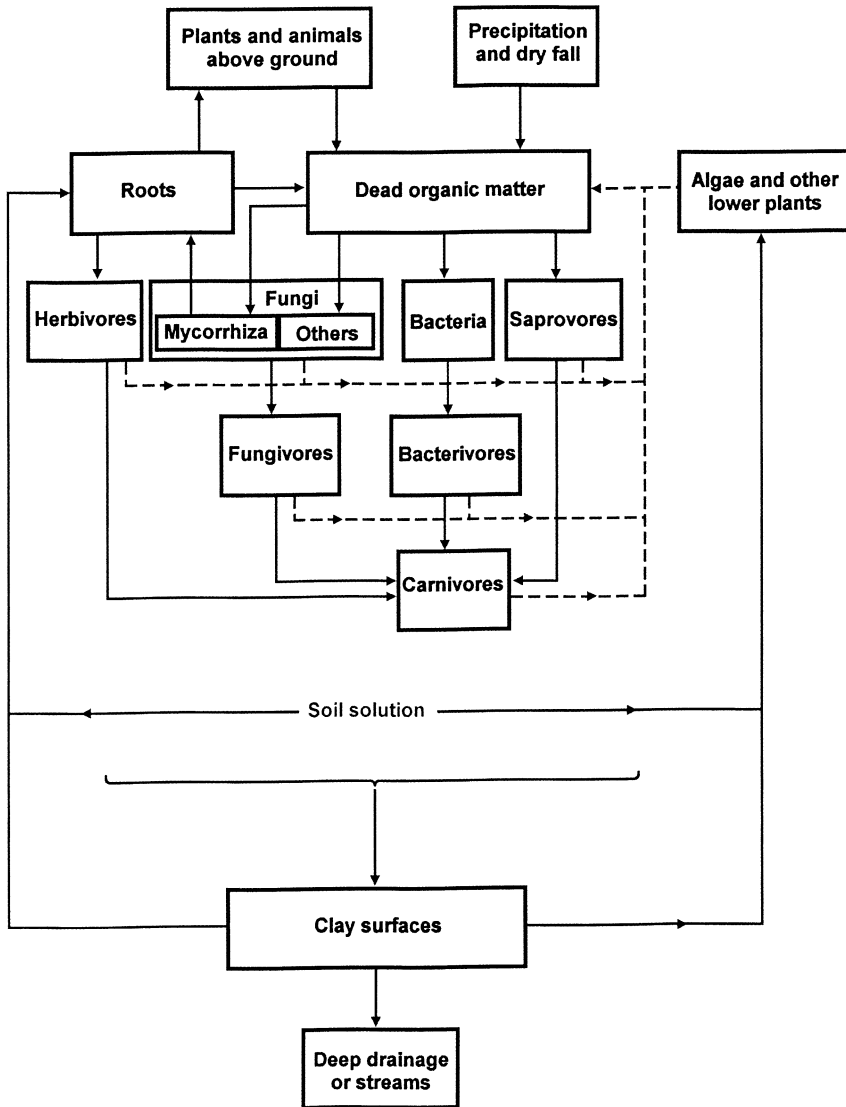 Plants and animals
above ground
Precipitation
and dry fall
Roots
Dead organic matter
Algae and other
lower plants
Herbivores
Fungi
Mycorrhiza
Others
Bacteria
Saprovores
Fungivores
Bacterivores
Carnivores
Soil solution
Clay surfaces
Deep drainage
or streams